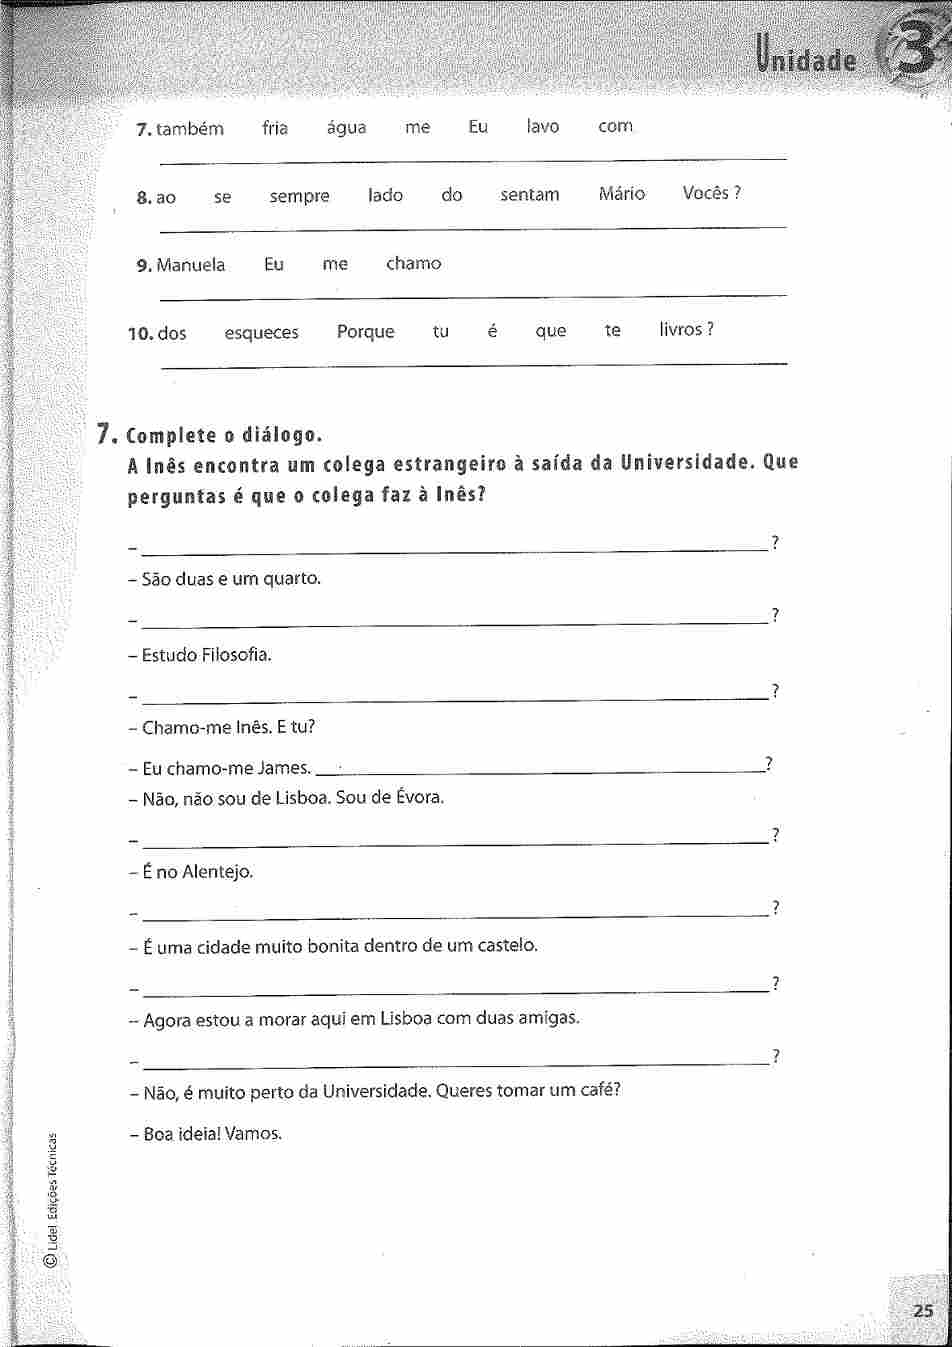 Unidade 3
7. também fria água me Eu lavo com
8. ao se sempre lado do sentam Mário Vocês ?
9. Manuela Eu me chamo
10. dos esqueces Porque tu é que te livros ?
7. Complete o diálogo.
A Inês encontra um colega estrangeiro à saída da Universidade. Que
perguntas é que o colega faz à Inês?
– ?
– São duas e um quarto.
– ?
– Estudo Filosofia.
– ?
– Chamo-me Inês. E tu?
– Eu chamo-me James. ?
– Não, não sou de Lisboa. Sou de Évora.
– ?
– É no Alentejo.
– ?
– É uma cidade muito bonita dentro de um castelo.
– ?
– Agora estou a morar aqui em Lisboa com duas amigas.
– ?
– Não, é muito perto da Universidade. Queres tomar um café?
– Boa ideia! Vamos.
© Lidel Edições Técnicas
25